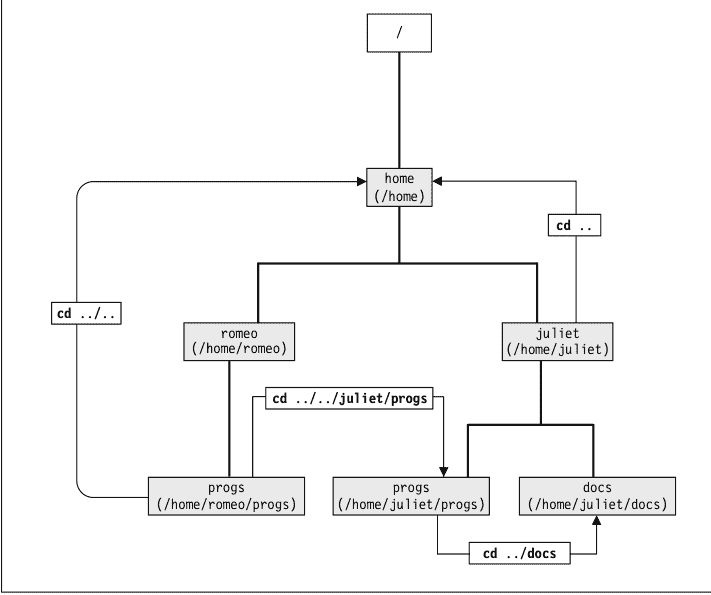 /
home
(/home)
cd ..
cd ../..
romeo
(/home/romeo)
juliet
(/home/juliet)
cd ../../juliet/progs
progs
(/home/romeo/progs)
progs
(/home/juliet/progs)
docs
(/home/juliet/docs)
cd ../docs